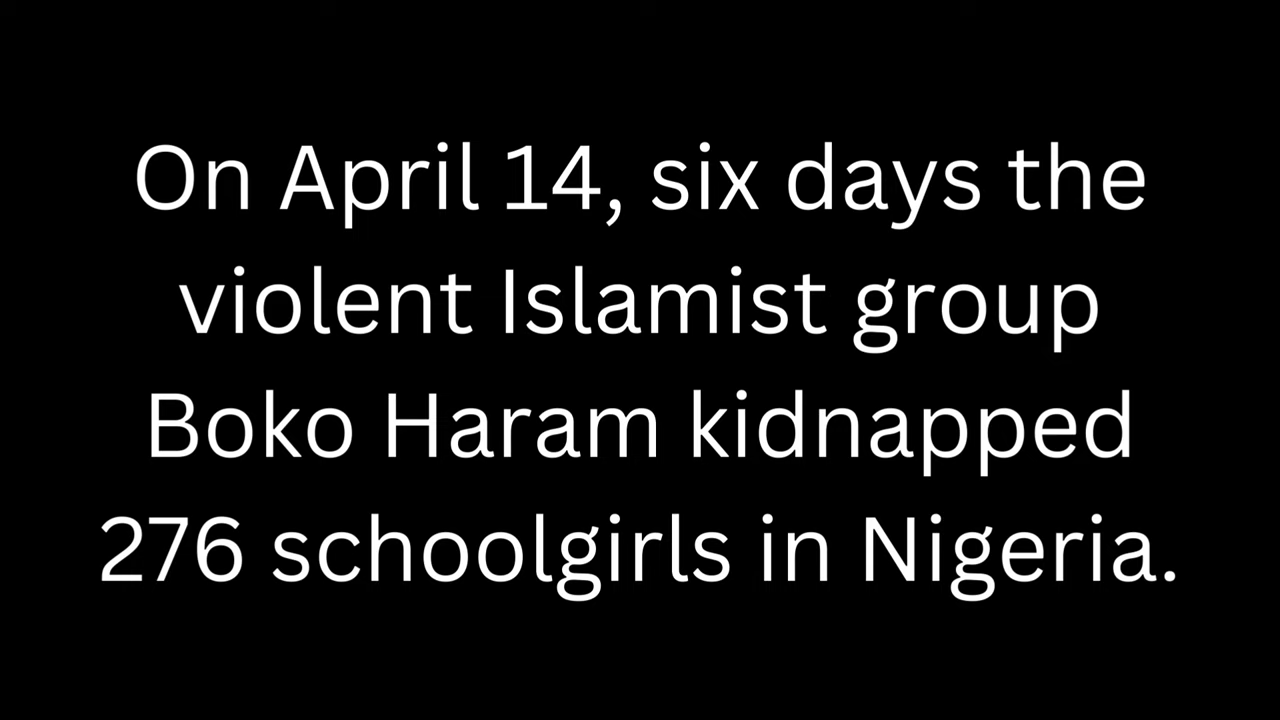 On April 14, six days the
violent Islamist group
Boko Haram kidnapped
276 schoolgirls in Nigeria.